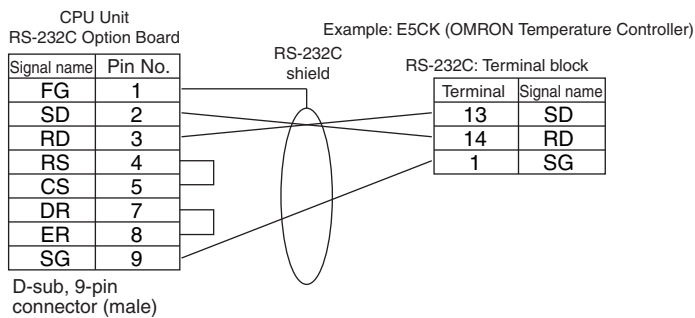 CPU Unit
RS-232C Option Board
Example: E5CK (OMRON Temperature Controller)
RS-232C
shield
RS-232C: Terminal block
Signal name Pin No.
FG 1
SD 2
RD 3
RS 4
CS 5
DR 7
ER 8
SG 9
Terminal Signal name
13 SD
14 RD
1 SG
D-sub, 9-pin
connector (male)